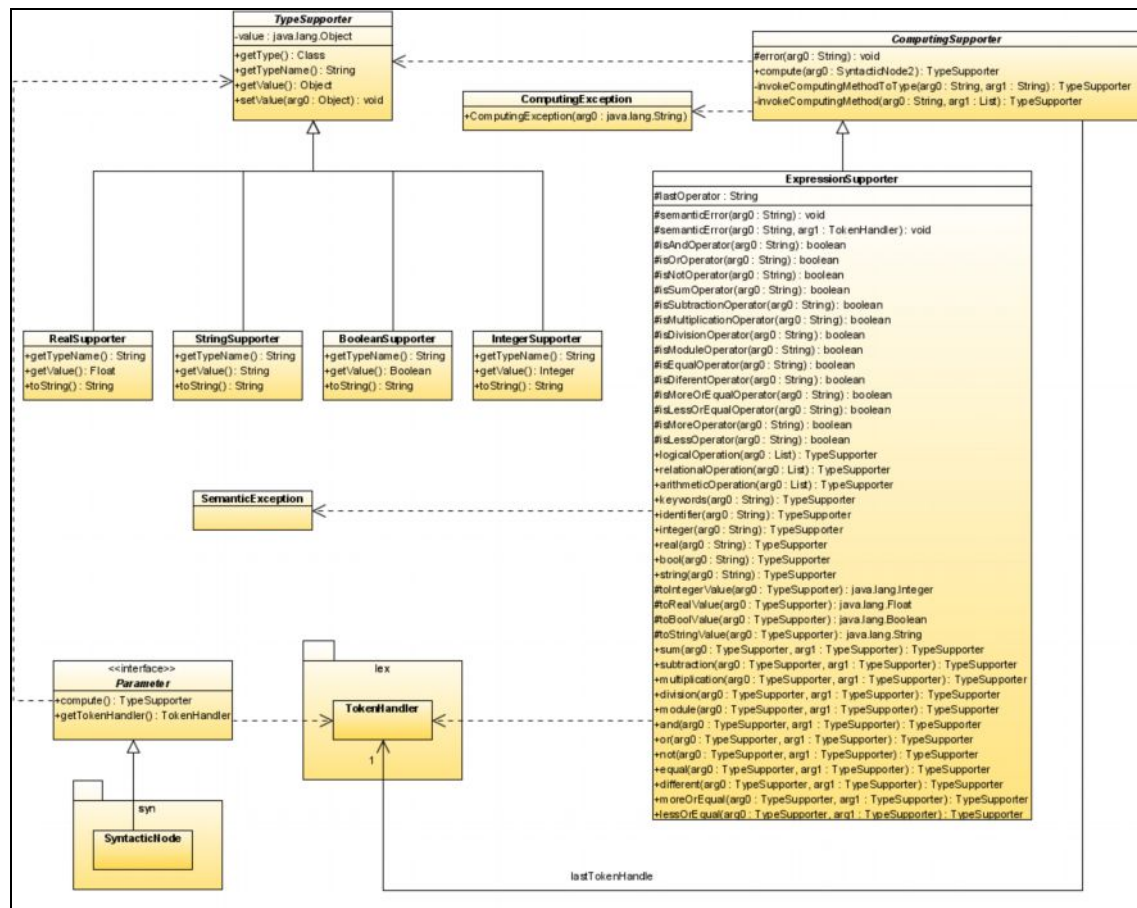 TypeSupporter
-value : java.lang.Object
+getType() : Class
+getTypeName() : String
+getValue() : Object
+setValue(arg0 : Object) : void
ComputingSupporter
#error(arg0 : String) : void
+compute(arg0 : SyntacticNode2) : TypeSupporter
-invokeComputingMethodToType(arg0 : String, arg1 : String) : TypeSupporter
-invokeComputingMethod(arg0 : String, arg1 : List) : TypeSupporter
ComputingException
+ComputingException(arg0 : java.lang.String)
ExpressionSupporter
#lastOperator : String
#semanticError(arg0 : String) : void
#semanticError(arg0 : String, arg1 : TokenHandler) : void
#isAndOperator(arg0 : String) : boolean
#isOrOperator(arg0 : String) : boolean
#isNotOperator(arg0 : String) : boolean
#isSumOperator(arg0 : String) : boolean
#isSubtractionOperator(arg0 : String) : boolean
#isMultiplicationOperator(arg0 : String) : boolean
#isDivisionOperator(arg0 : String) : boolean
#isModuleOperator(arg0 : String) : boolean
#isEqualOperator(arg0 : String) : boolean
#isDiferentOperator(arg0 : String) : boolean
#isMoreOrEqualOperator(arg0 : String) : boolean
#isLessOrEqualOperator(arg0 : String) : boolean
#isMoreOperator(arg0 : String) : boolean
#isLessOperator(arg0 : String) : boolean
+logicalOperation(arg0 : List) : TypeSupporter
+relationalOperation(arg0 : List) : TypeSupporter
+arithmeticOperation(arg0 : List) : TypeSupporter
+keywords(arg0 : String) : TypeSupporter
+identifier(arg0 : String) : TypeSupporter
+integer(arg0 : String) : TypeSupporter
+real(arg0 : String) : TypeSupporter
+bool(arg0 : String) : TypeSupporter
+string(arg0 : String) : TypeSupporter
#toIntegerValue(arg0 : TypeSupporter) : java.lang.Integer
#toRealValue(arg0 : TypeSupporter) : java.lang.Float
#toBoolValue(arg0 : TypeSupporter) : java.lang.Boolean
#toStringValue(arg0 : TypeSupporter) : java.lang.String
+sum(arg0 : TypeSupporter, arg1 : TypeSupporter) : TypeSupporter
+subtraction(arg0 : TypeSupporter, arg1 : TypeSupporter) : TypeSupporter
+multiplication(arg0 : TypeSupporter, arg1 : TypeSupporter) : TypeSupporter
+division(arg0 : TypeSupporter, arg1 : TypeSupporter) : TypeSupporter
+module(arg0 : TypeSupporter, arg1 : TypeSupporter) : TypeSupporter
+and(arg0 : TypeSupporter, arg1 : TypeSupporter) : TypeSupporter
+or(arg0 : TypeSupporter, arg1 : TypeSupporter) : TypeSupporter
+not(arg0 : TypeSupporter, arg1 : TypeSupporter) : TypeSupporter
+equal(arg0 : TypeSupporter, arg1 : TypeSupporter) : TypeSupporter
+different(arg0 : TypeSupporter, arg1 : TypeSupporter) : TypeSupporter
+moreOrEqual(arg0 : TypeSupporter, arg1 : TypeSupporter) : TypeSupporter
+lessOrEqual(arg0 : TypeSupporter, arg1 : TypeSupporter) : TypeSupporter
RealSupporter
+getTypeName() : String
+getValue() : Float
+toString() : String
StringSupporter
+getTypeName() : String
+getValue() : String
+toString() : String
BooleanSupporter
+getTypeName() : String
+getValue() : Boolean
+toString() : String
IntegerSupporter
+getTypeName() : String
+getValue() : Integer
+toString() : String
SemanticException
<<interface>>
Parameter
+compute() : TypeSupporter
+getTokenHandler() : TokenHandler
lex
TokenHandler
1
syn
SyntacticNode
lastTokenHandle